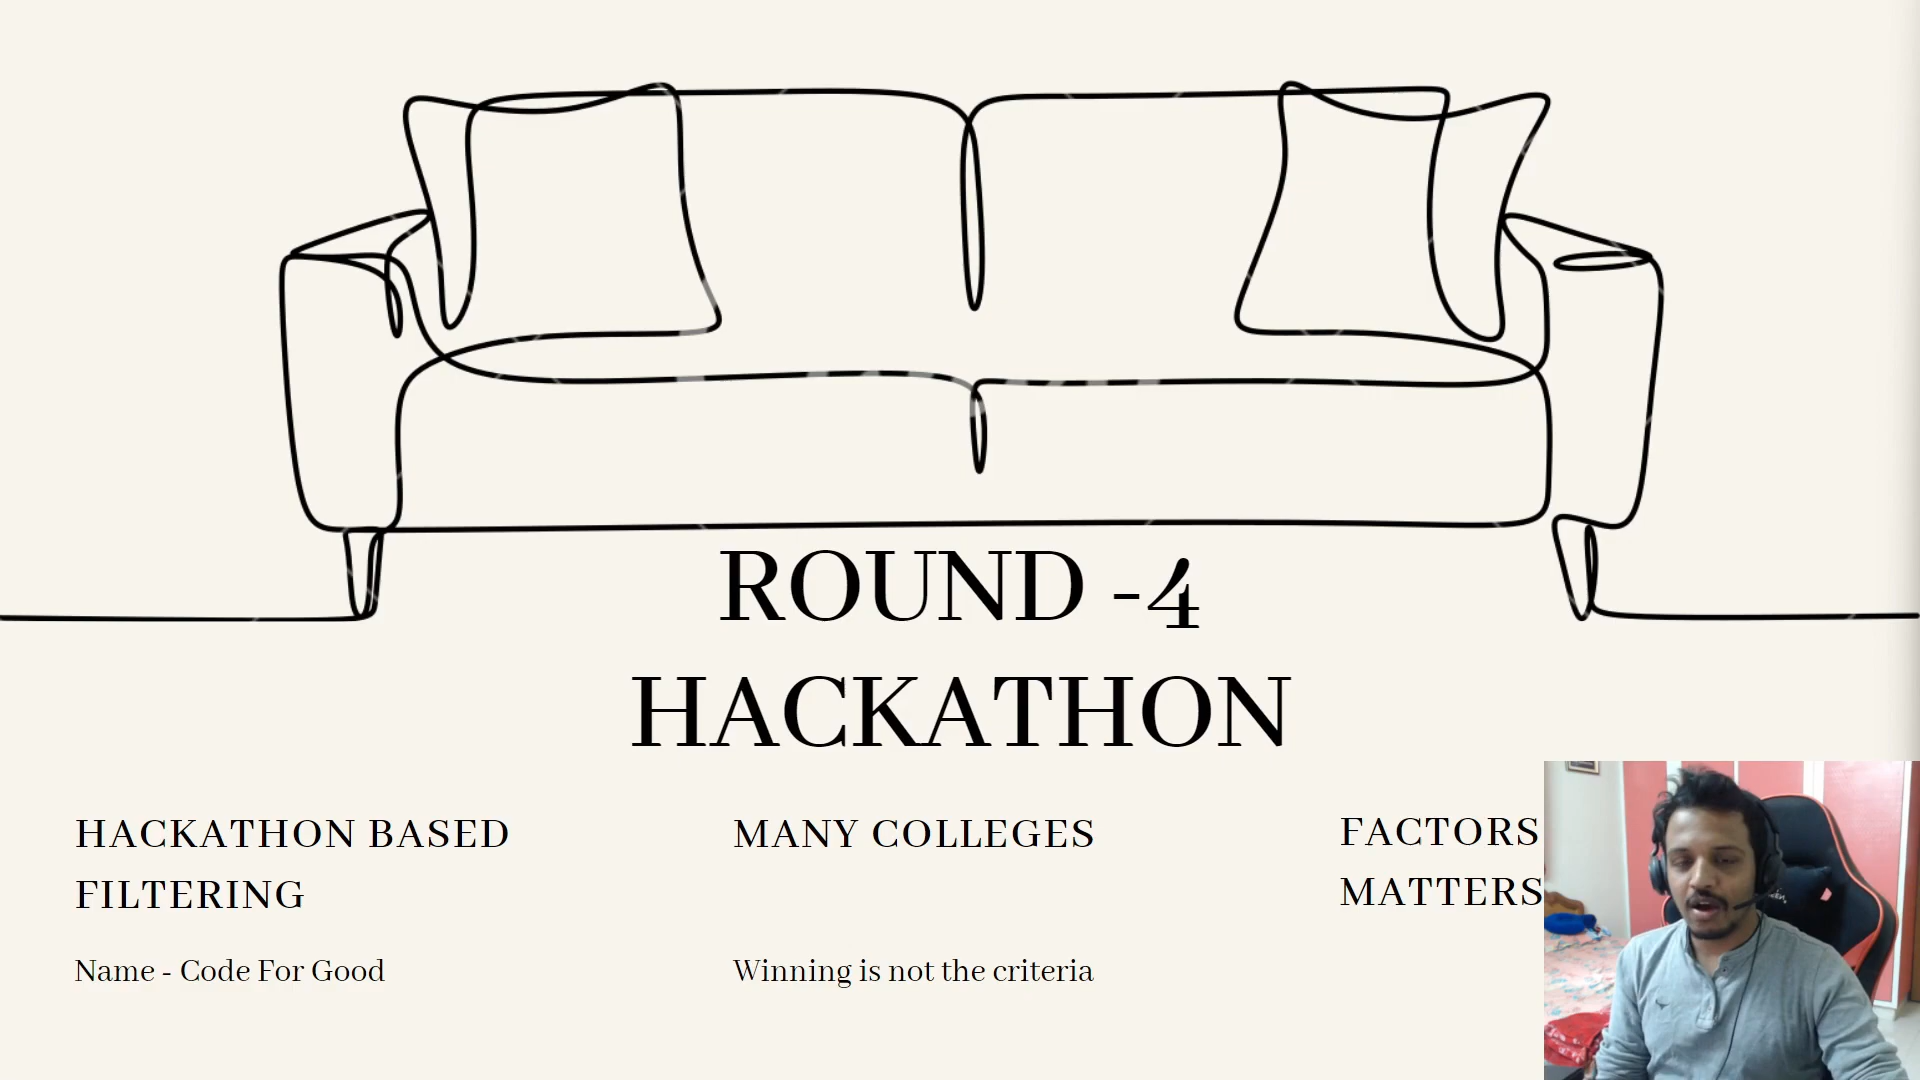 ROUND -4
HACKATHON
HACKATHON BASED
FILTERING
Name - Code For Good
MANY COLLEGES
Winning is not the criteria
FACTORS
MATTERS